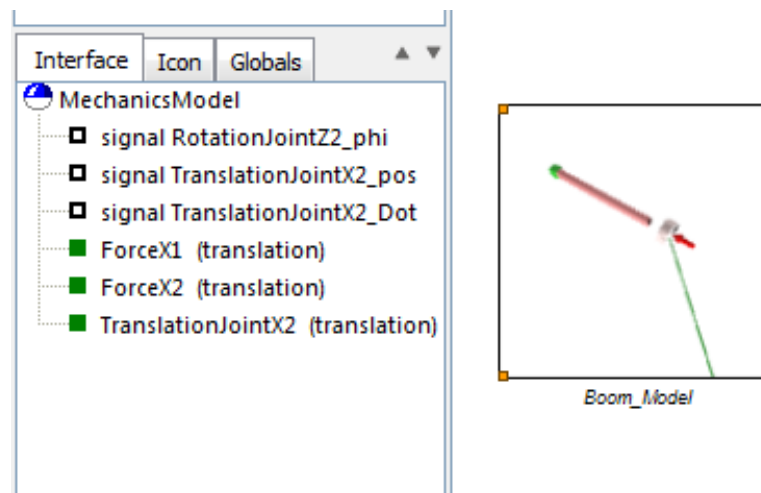 Interface Icon Globals
MechanicsModel
signal RotationJointZ2_phi
signal TranslationJointX2_pos
signal TranslationJointX2_Dot
ForceX1 (translation)
ForceX2 (translation)
TranslationJointX2 (translation)
Boom_Model